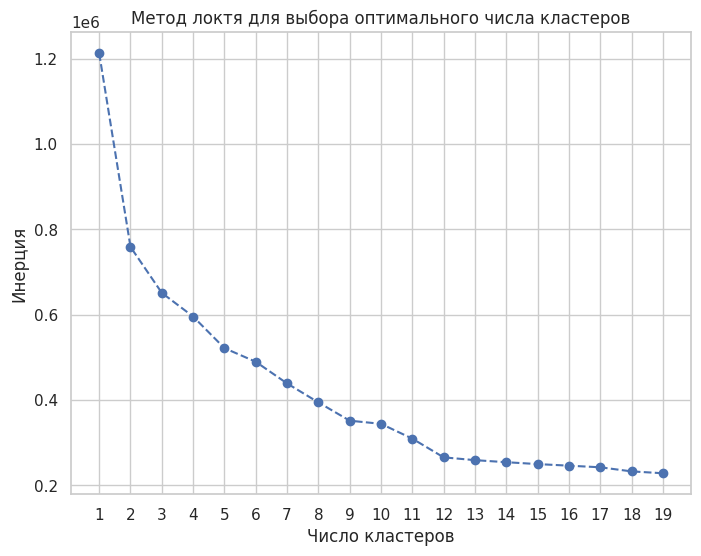 Метод локтя для выбора оптимального числа кластеров
1e6
1.2
1.0
0.8
0.6
0.4
0.2
Инерция
1 2 3 4 5 6 7 8 9 10 11 12 13 14 15 16 17 18 19
Число кластеров